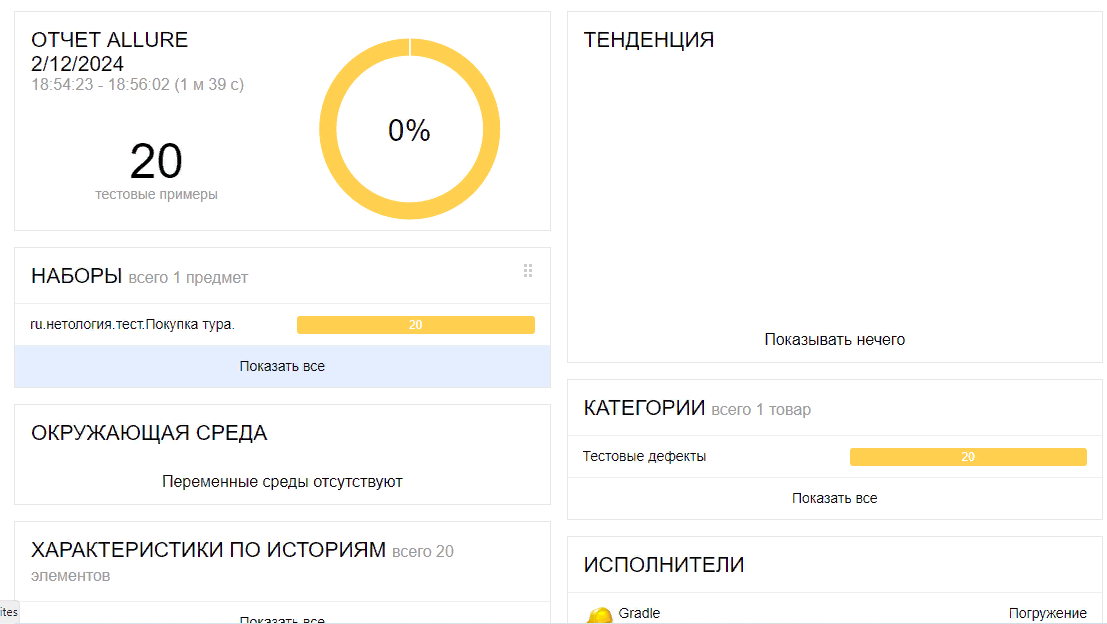 ОТЧЕТ ALLURE
2/12/2024
18:54:23 - 18:56:02 (1 м 39 с)
20
тестовые примеры
0%
НАБОРЫ всего 1 предмет
ru.нетология.тест.Покупка тура. 20
Показать все
ОКРУЖАЮЩАЯ СРЕДА
Переменные среды отсутствуют
ХАРАКТЕРИСТИКИ ПО ИСТОРИЯМ всего 20
элементов
Показать все
ites
ТЕНДЕНЦИЯ
Показывать нечего
КАТЕГОРИИ всего 1 товар
Тестовые дефекты 20
Показать все
ИСПОЛНИТЕЛИ
Gradle Погружение